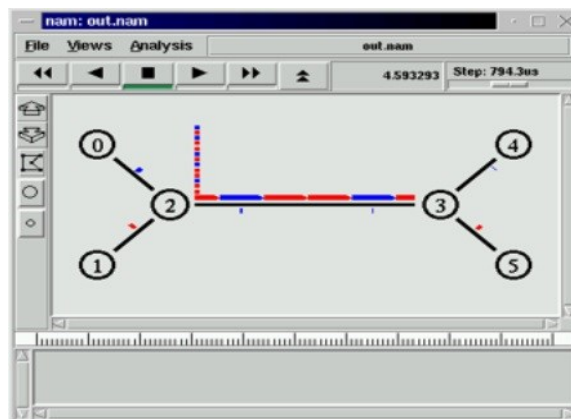 nam: out.nam
File Views Analysis out.nam
4.593293 Step: 794.3us
0 4
2 3
1 5